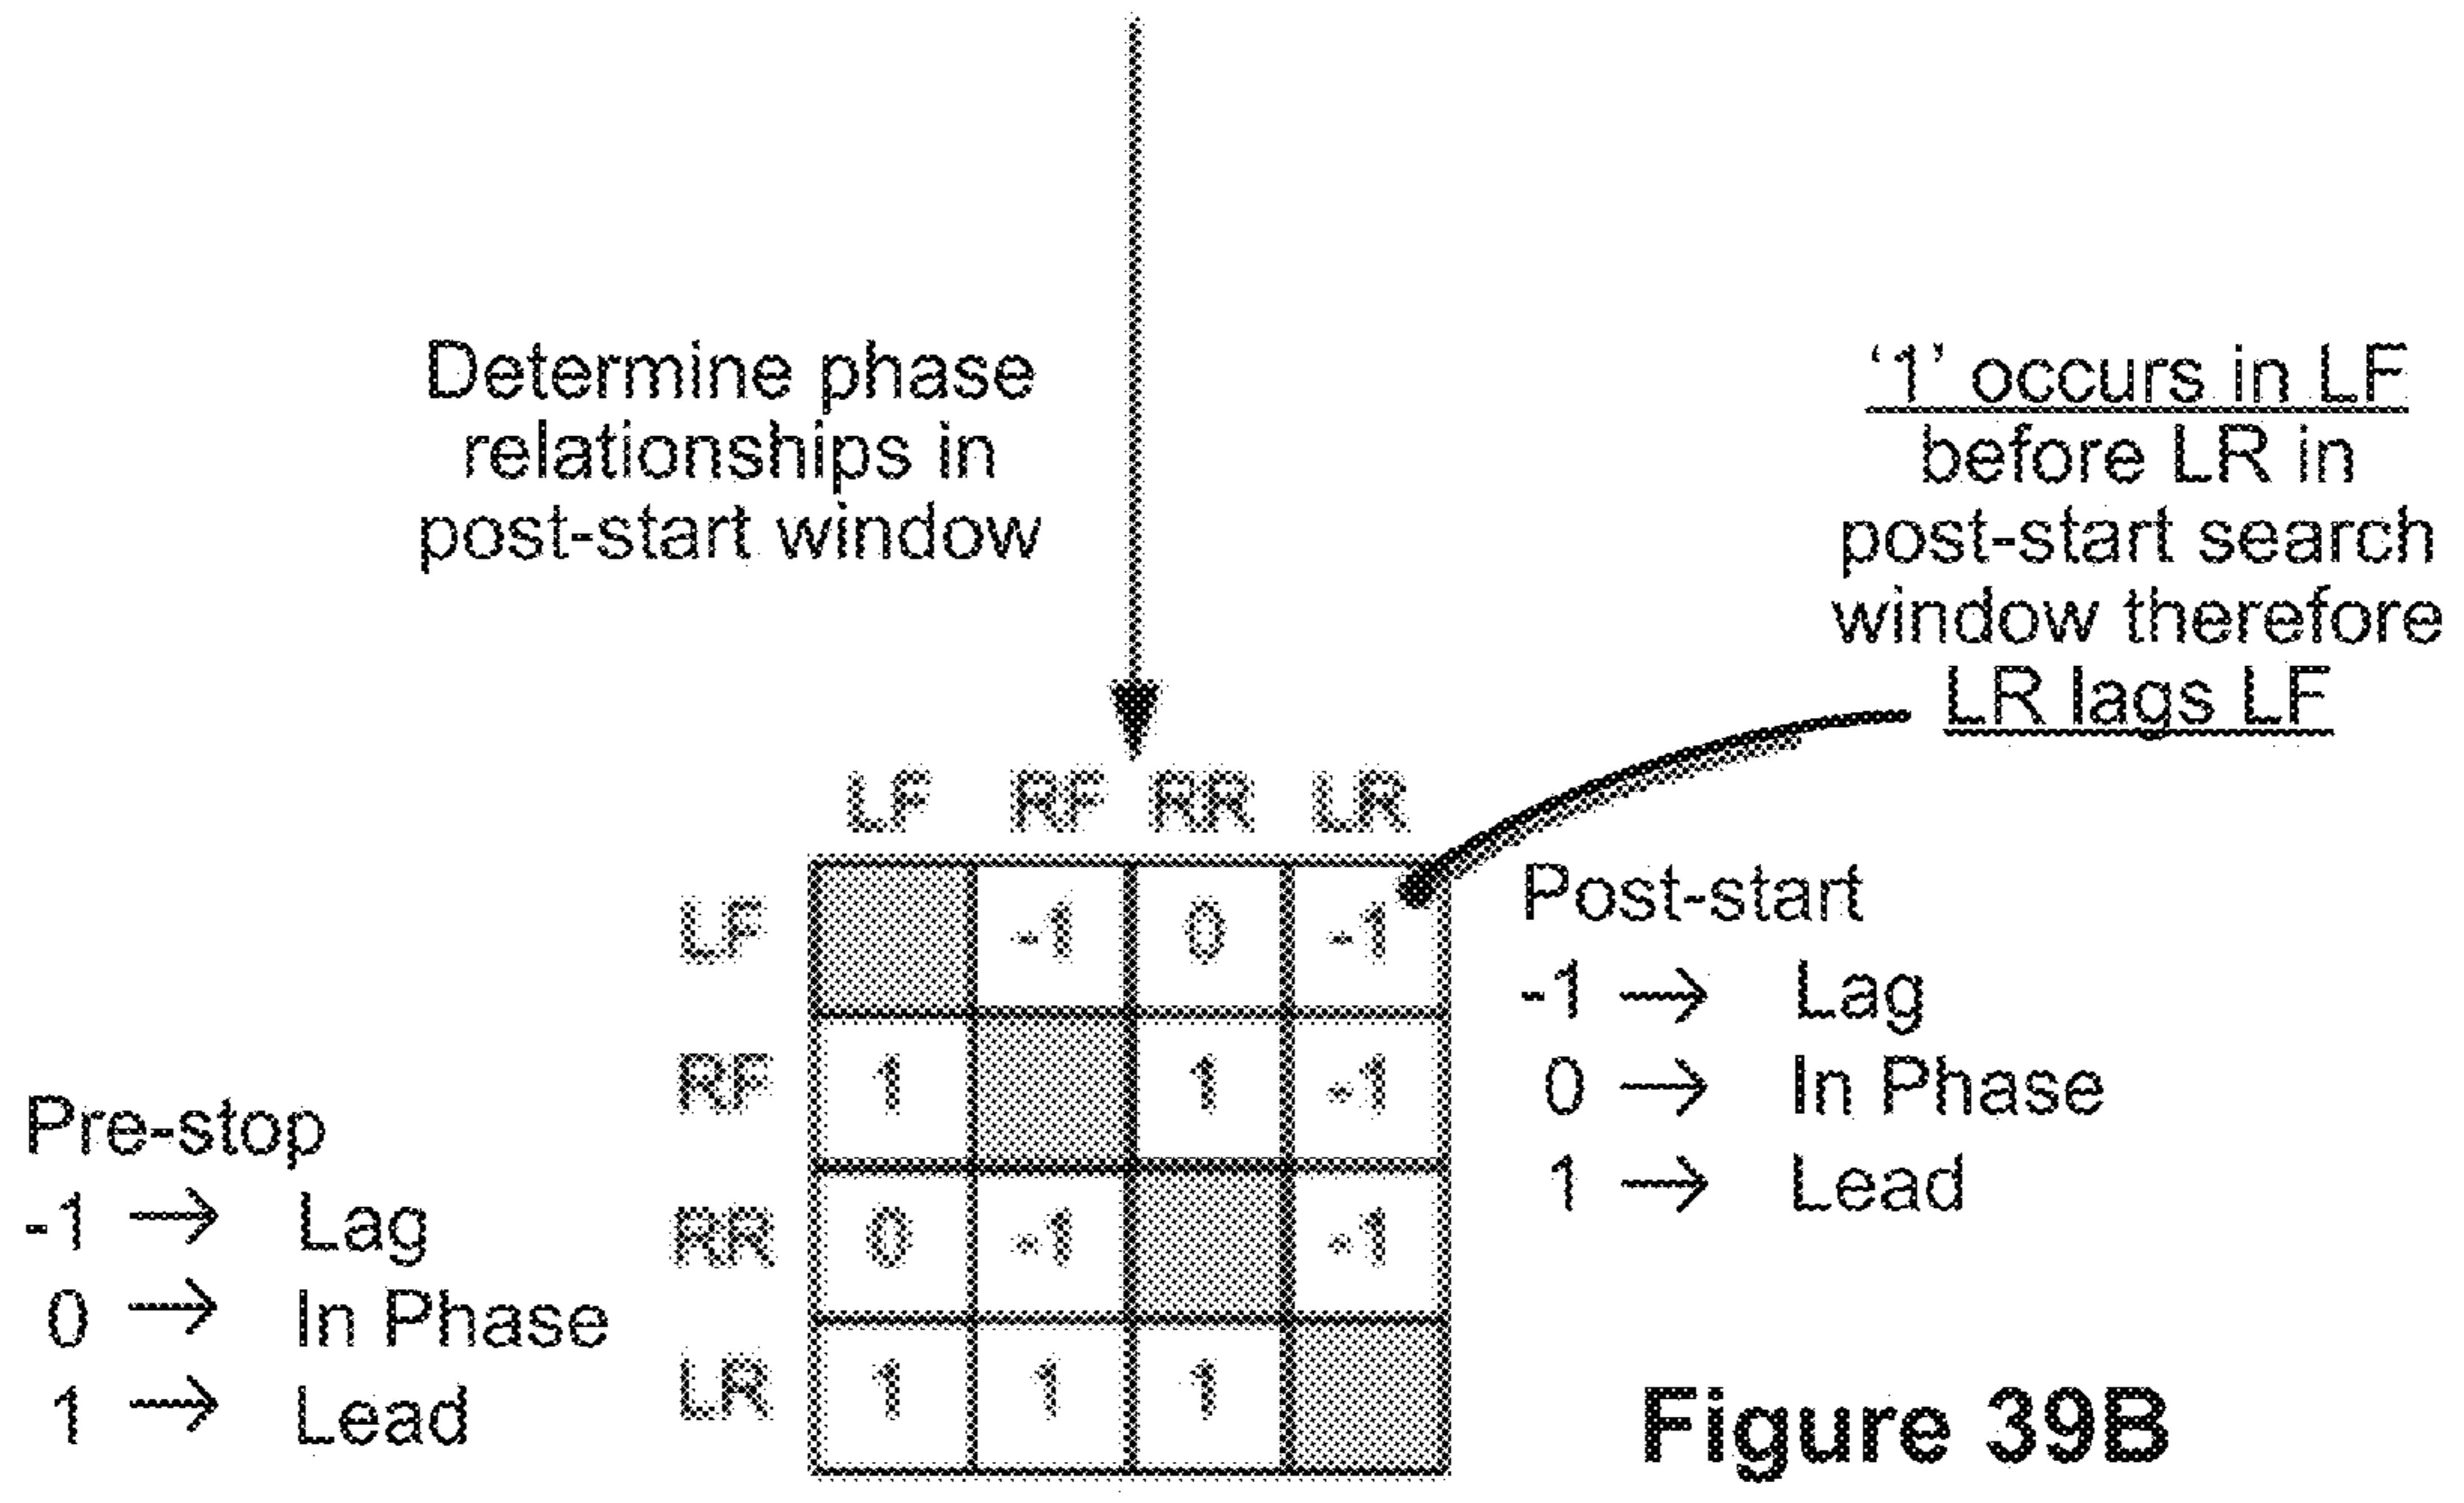 Determine phase
relationships in
post-start window
'1' occurs in LF
before LR in
post-start search
window therefore
LR lags LF
LF RF RR LR
LF -1 0 -1
RF 1 1 -1
RR 0 -1 -1
LR 1 1 1
Post-start
-1 → Lag
0 → In Phase
1 → Lead
Pre-stop
-1 → Lag
0 → In Phase
1 → Lead
Figure 39B